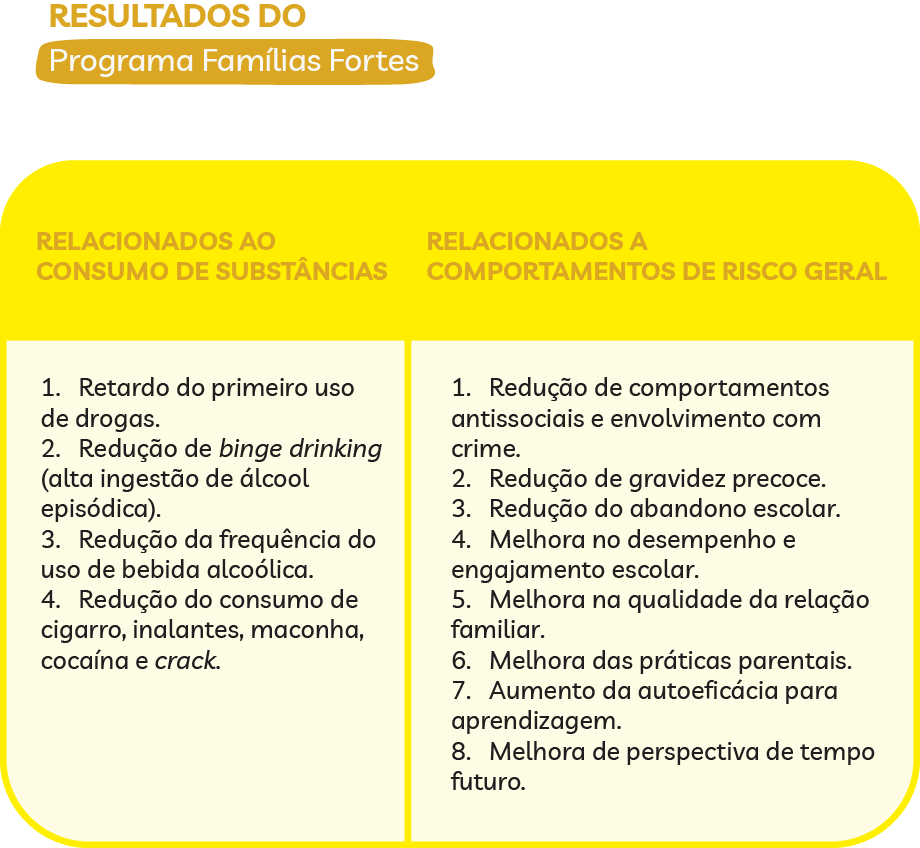 RESULTADOS DO
Programa Famílias Fortes
RELACIONADOS AO
CONSUMO DE SUBSTÂNCIAS
1. Retardo do primeiro uso
de drogas.
2. Redução de binge drinking
(alta ingestão de álcool
episódica).
3. Redução da frequência do
uso de bebida alcoólica.
4. Redução do consumo de
cigarro, inalantes, maconha,
cocaína e crack.
RELACIONADOS A
COMPORTAMENTOS DE RISCO GERAL
1. Redução de comportamentos
antissociais e envolvimento com
crime.
2. Redução de gravidez precoce.
3. Redução do abandono escolar.
4. Melhora no desempenho e
engajamento escolar.
5. Melhora na qualidade da relação
familiar.
6. Melhora das práticas parentais.
7. Aumento da autoeficácia para
aprendizagem.
8. Melhora de perspectiva de tempo
futuro.